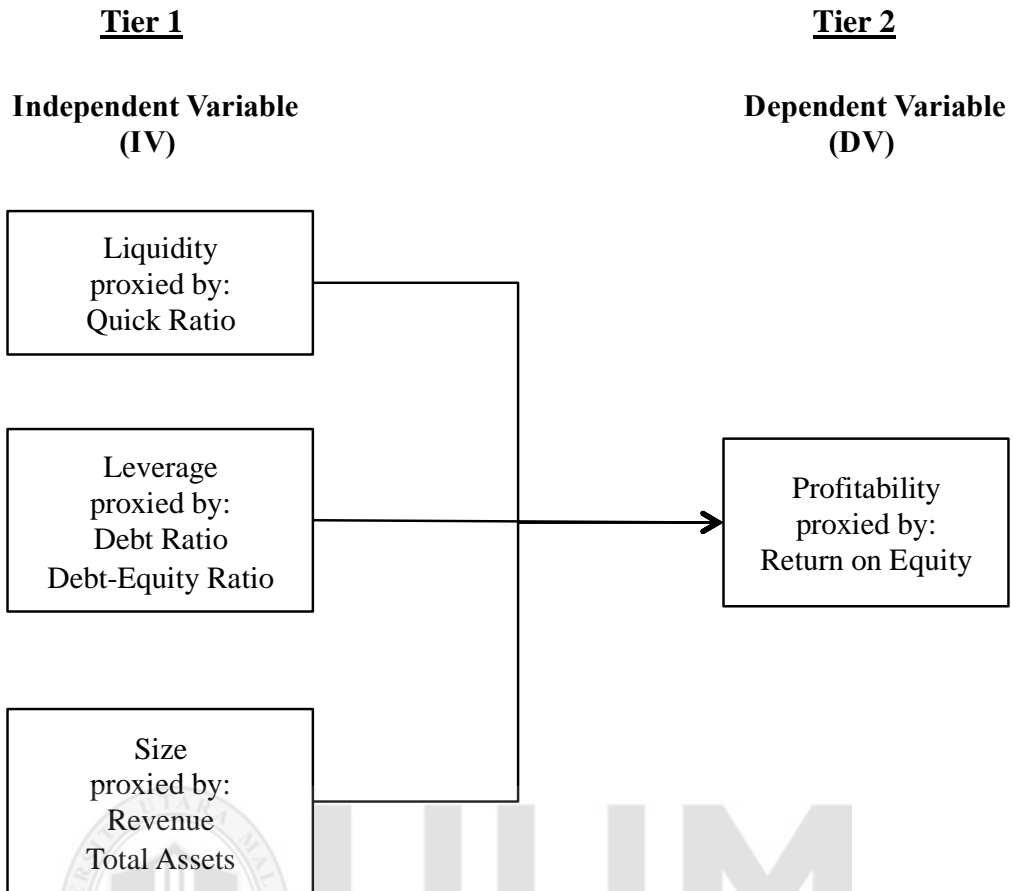 Tier 1
Tier 2
Independent Variable
(IV)
Dependent Variable
(DV)
Liquidity
proxied by:
Quick Ratio
Leverage
proxied by:
Debt Ratio
Debt-Equity Ratio
Profitability
proxied by:
Return on Equity
Size
proxied by:
Revenue
Total Assets
UUM